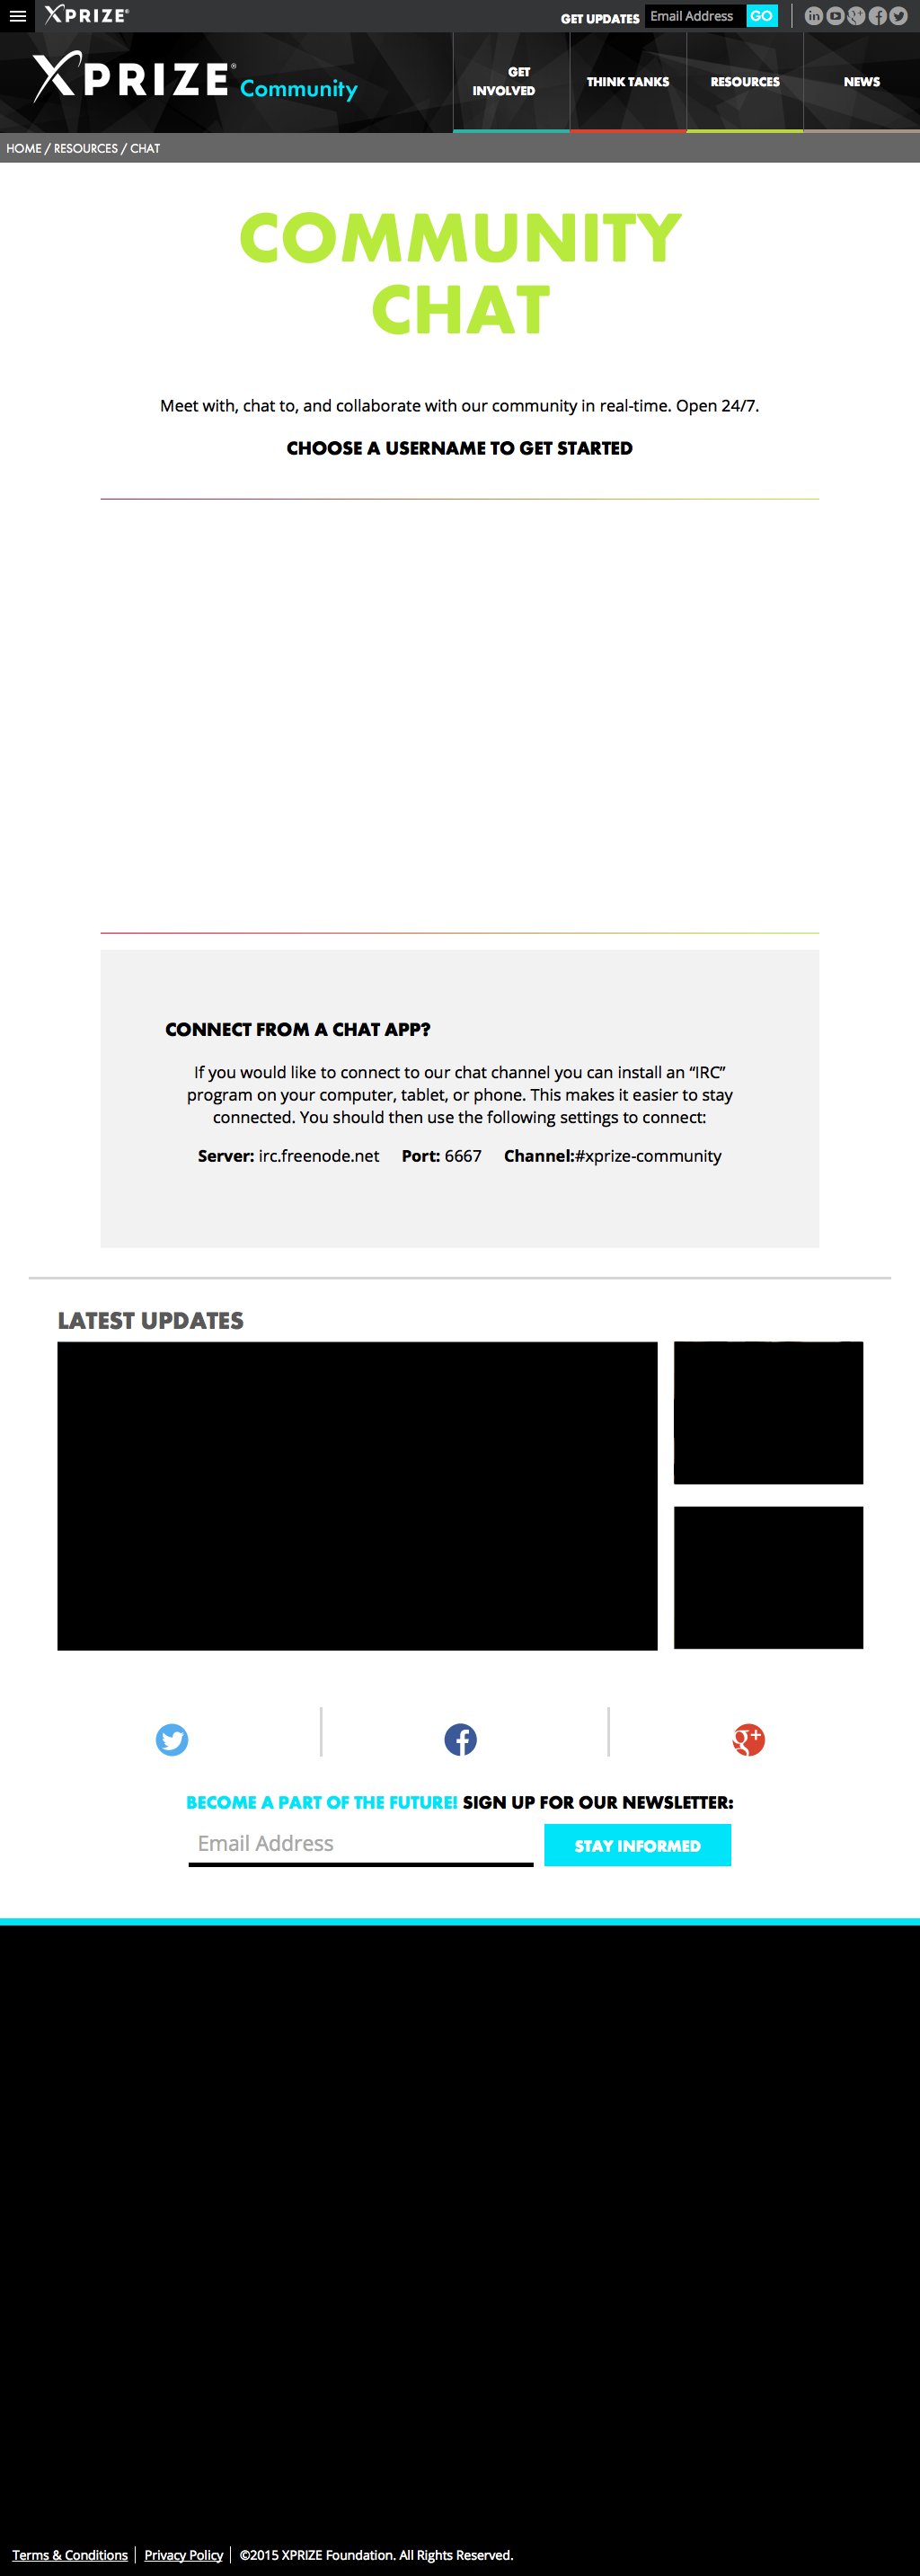 XPRIZE®
GET UPDATES Email Address GO
XPRIZE® Community
GET
INVOLVED
THINK TANKS
RESOURCES
NEWS
HOME / RESOURCES / CHAT
COMMUNITY
CHAT
Meet with, chat to, and collaborate with our community in real-time. Open 24/7.
CHOOSE A USERNAME TO GET STARTED
CONNECT FROM A CHAT APP?
If you would like to connect to our chat channel you can install an “IRC”
program on your computer, tablet, or phone. This makes it easier to stay
connected. You should then use the following settings to connect:
Server: irc.freenode.net Port: 6667 Channel:#xprize-community
LATEST UPDATES
BECOME A PART OF THE FUTURE! SIGN UP FOR OUR NEWSLETTER:
Email Address
STAY INFORMED
Terms & Conditions Privacy Policy ©2015 XPRIZE Foundation. All Rights Reserved.